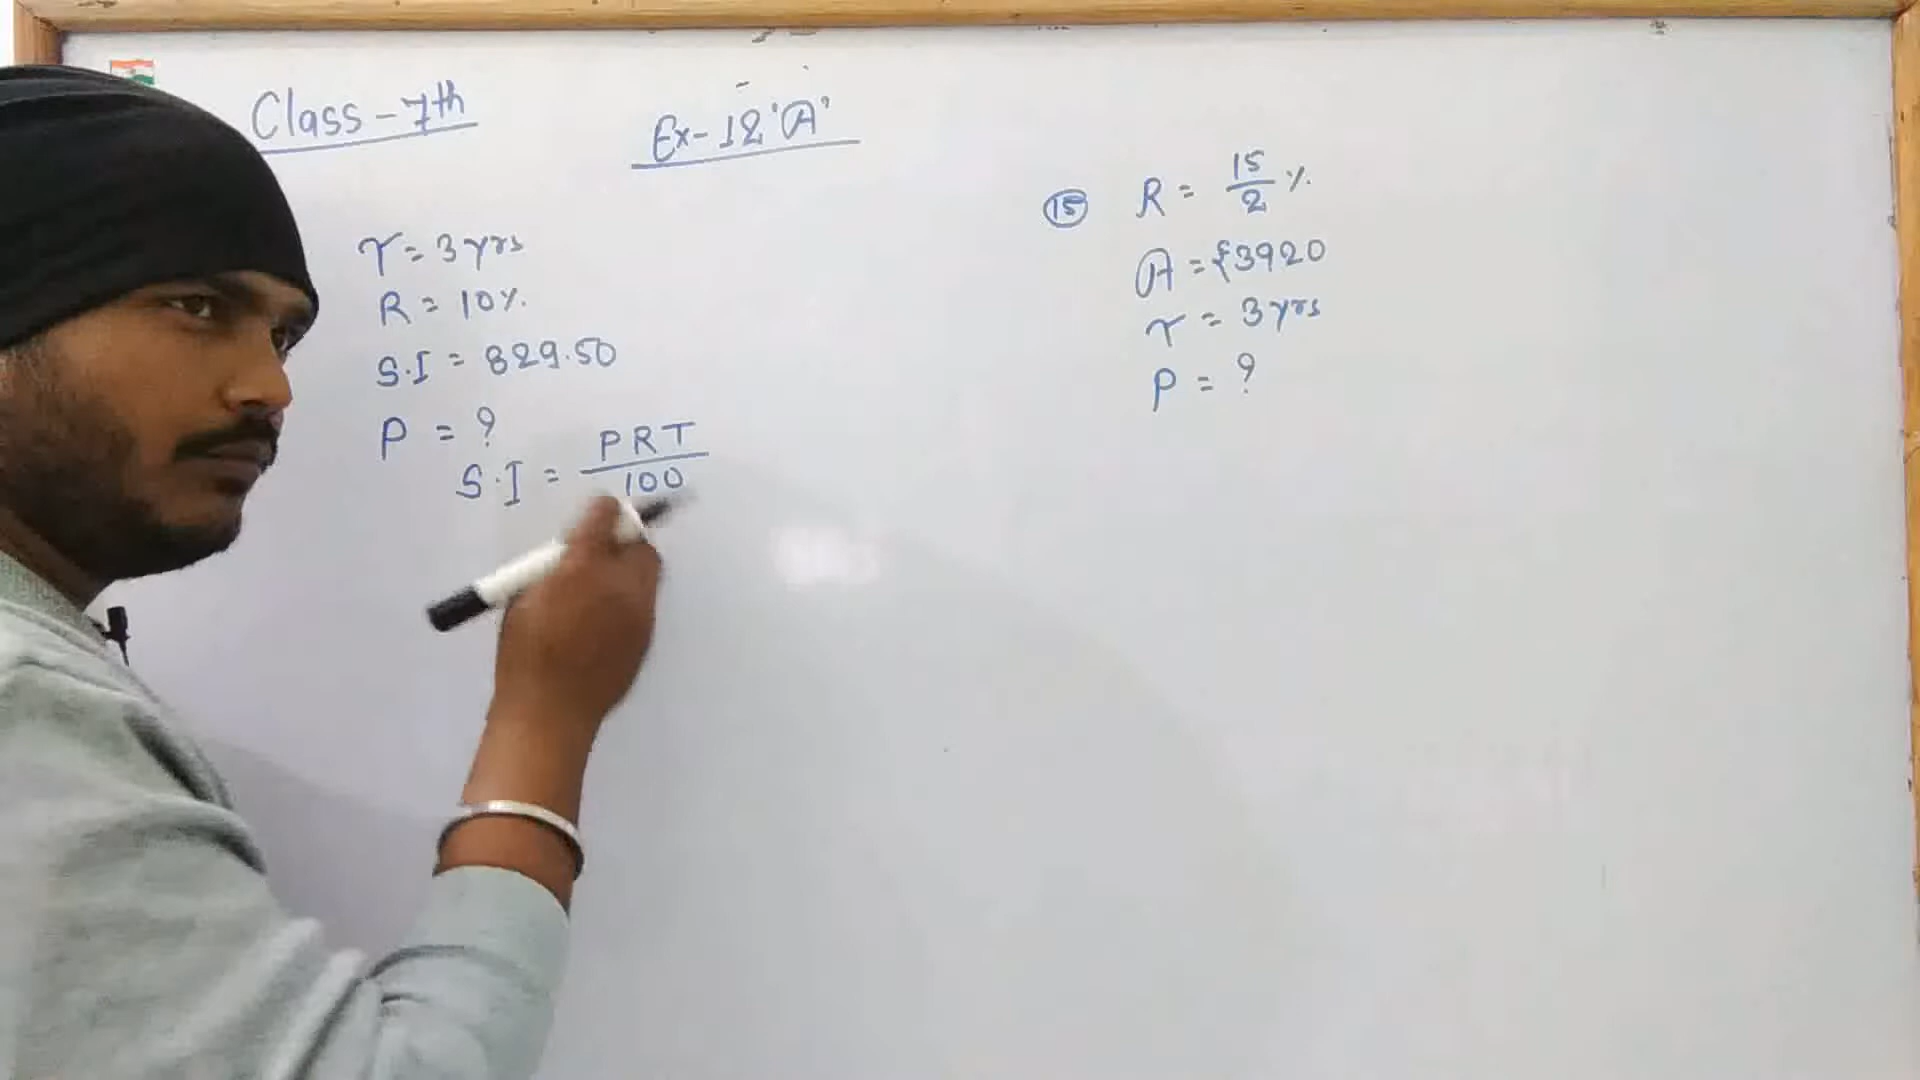 Class-7th
Ex-12 'A'
T = 3 yrs
R = 10%.
S.I = 829.50
P = ?
S.I = PRT
100
15 R = 15/2 %.
A = ₹3920
T = 3 yrs
P = ?